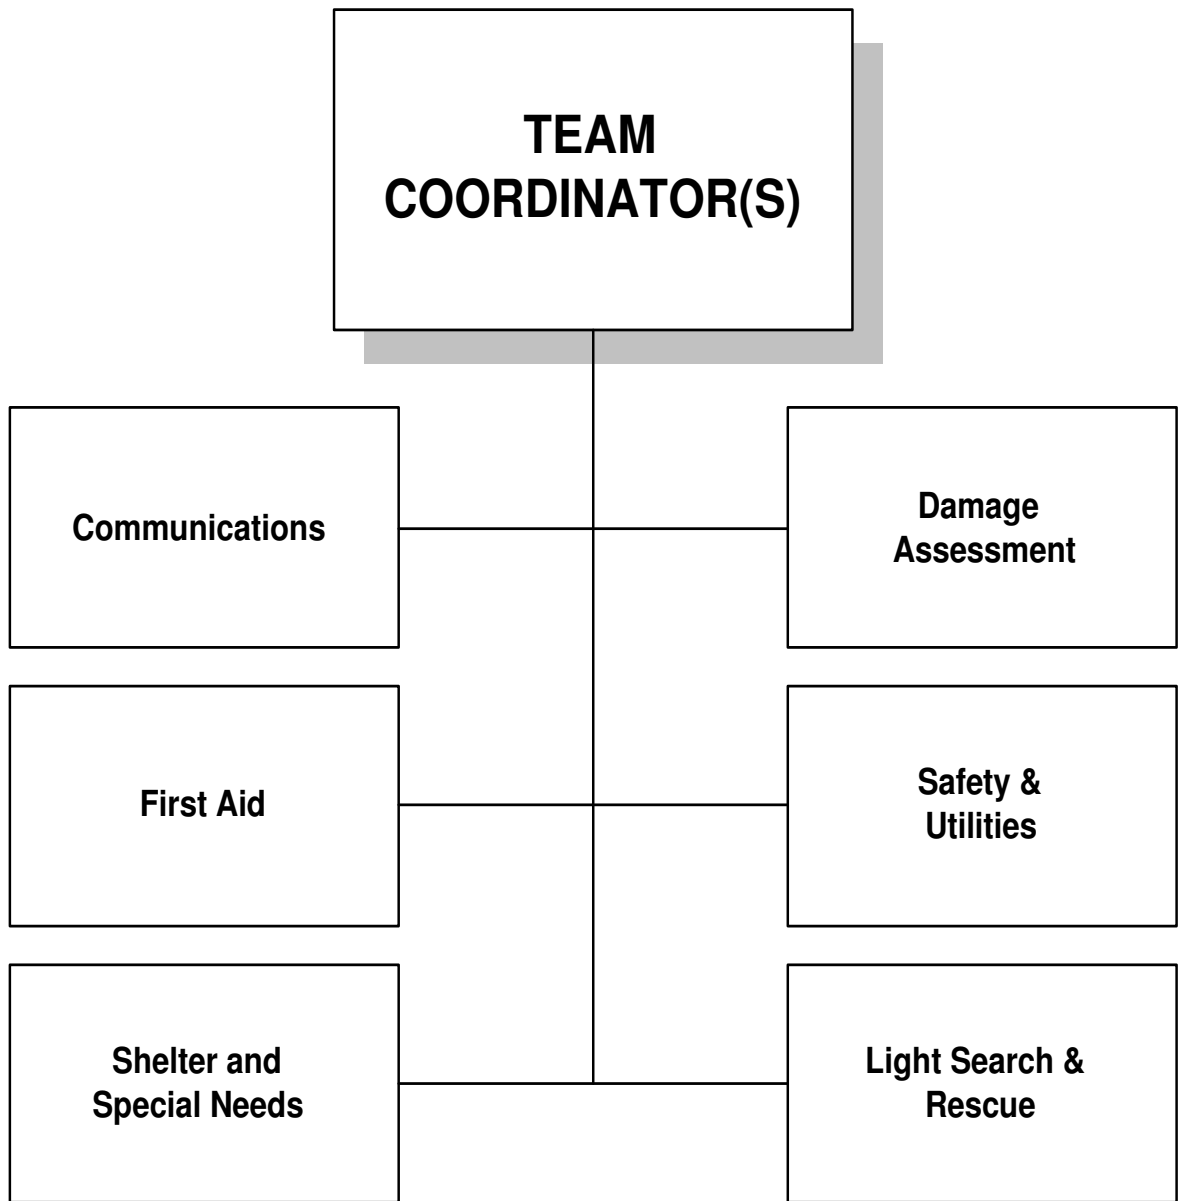 TEAM
COORDINATOR(S)
Communications
Damage
Assessment
First Aid
Safety &
Utilities
Shelter and
Special Needs
Light Search &
Rescue